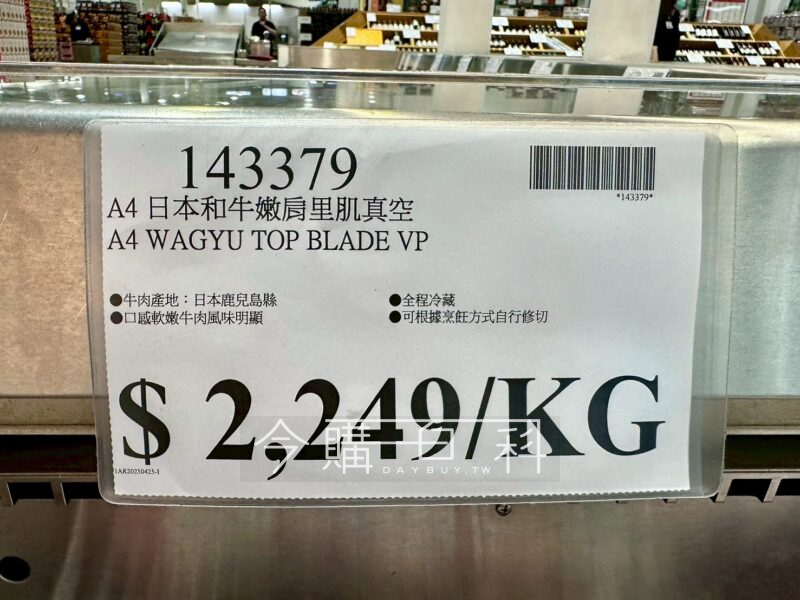 143379
*143379*
A4 日本和牛嫩肩里肌真空
A4 WAGYU TOP BLADE VP
●牛肉產地：日本鹿兒島縣
●全程冷藏
●口感軟嫩牛肉風味明顯
●可根據烹飪方式自行修切
$ 2,249/KG
今購百科
DAYBUY.TW
1AR20250425-1